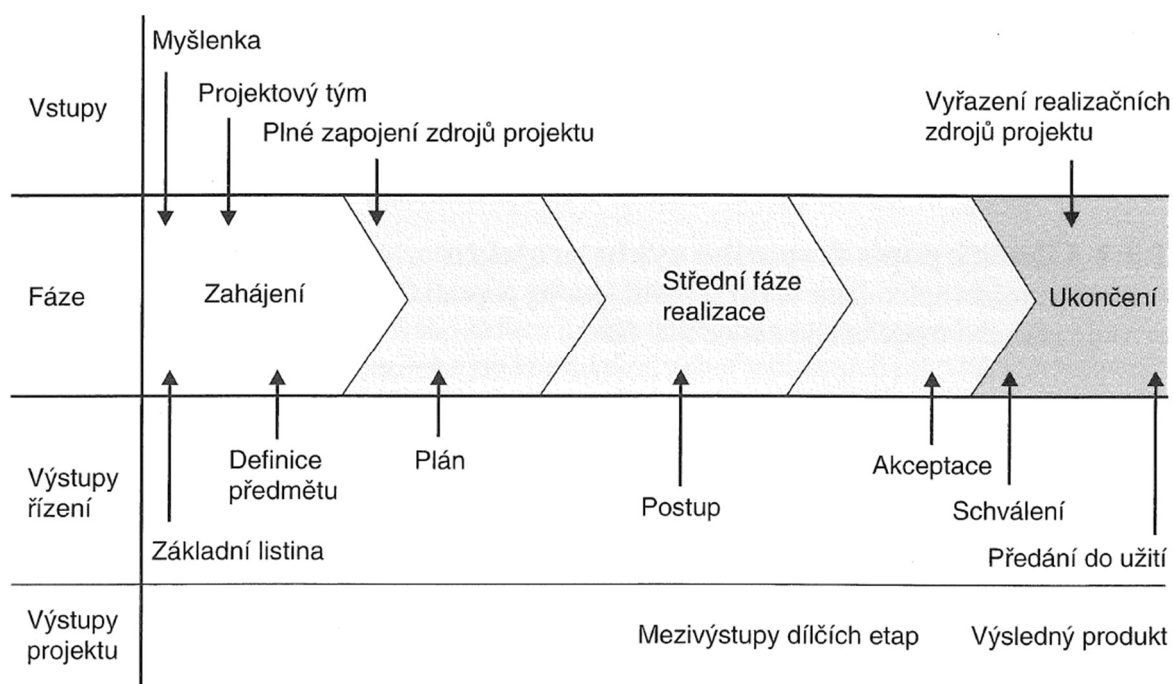 Myšlenka
Projektový tým
Vstupy
Plné zapojení zdrojů projektu
Vyřazení realizačních
zdrojů projektu
Fáze
Zahájení
Střední fáze
realizace
Ukončení
Výstupy
řízení
Definice
předmětu
Plán
Akceptace
Postup
Schválení
Základní listina
Předání do užití
Výstupy
projektu
Mezivýstupy dílčích etap
Výsledný produkt